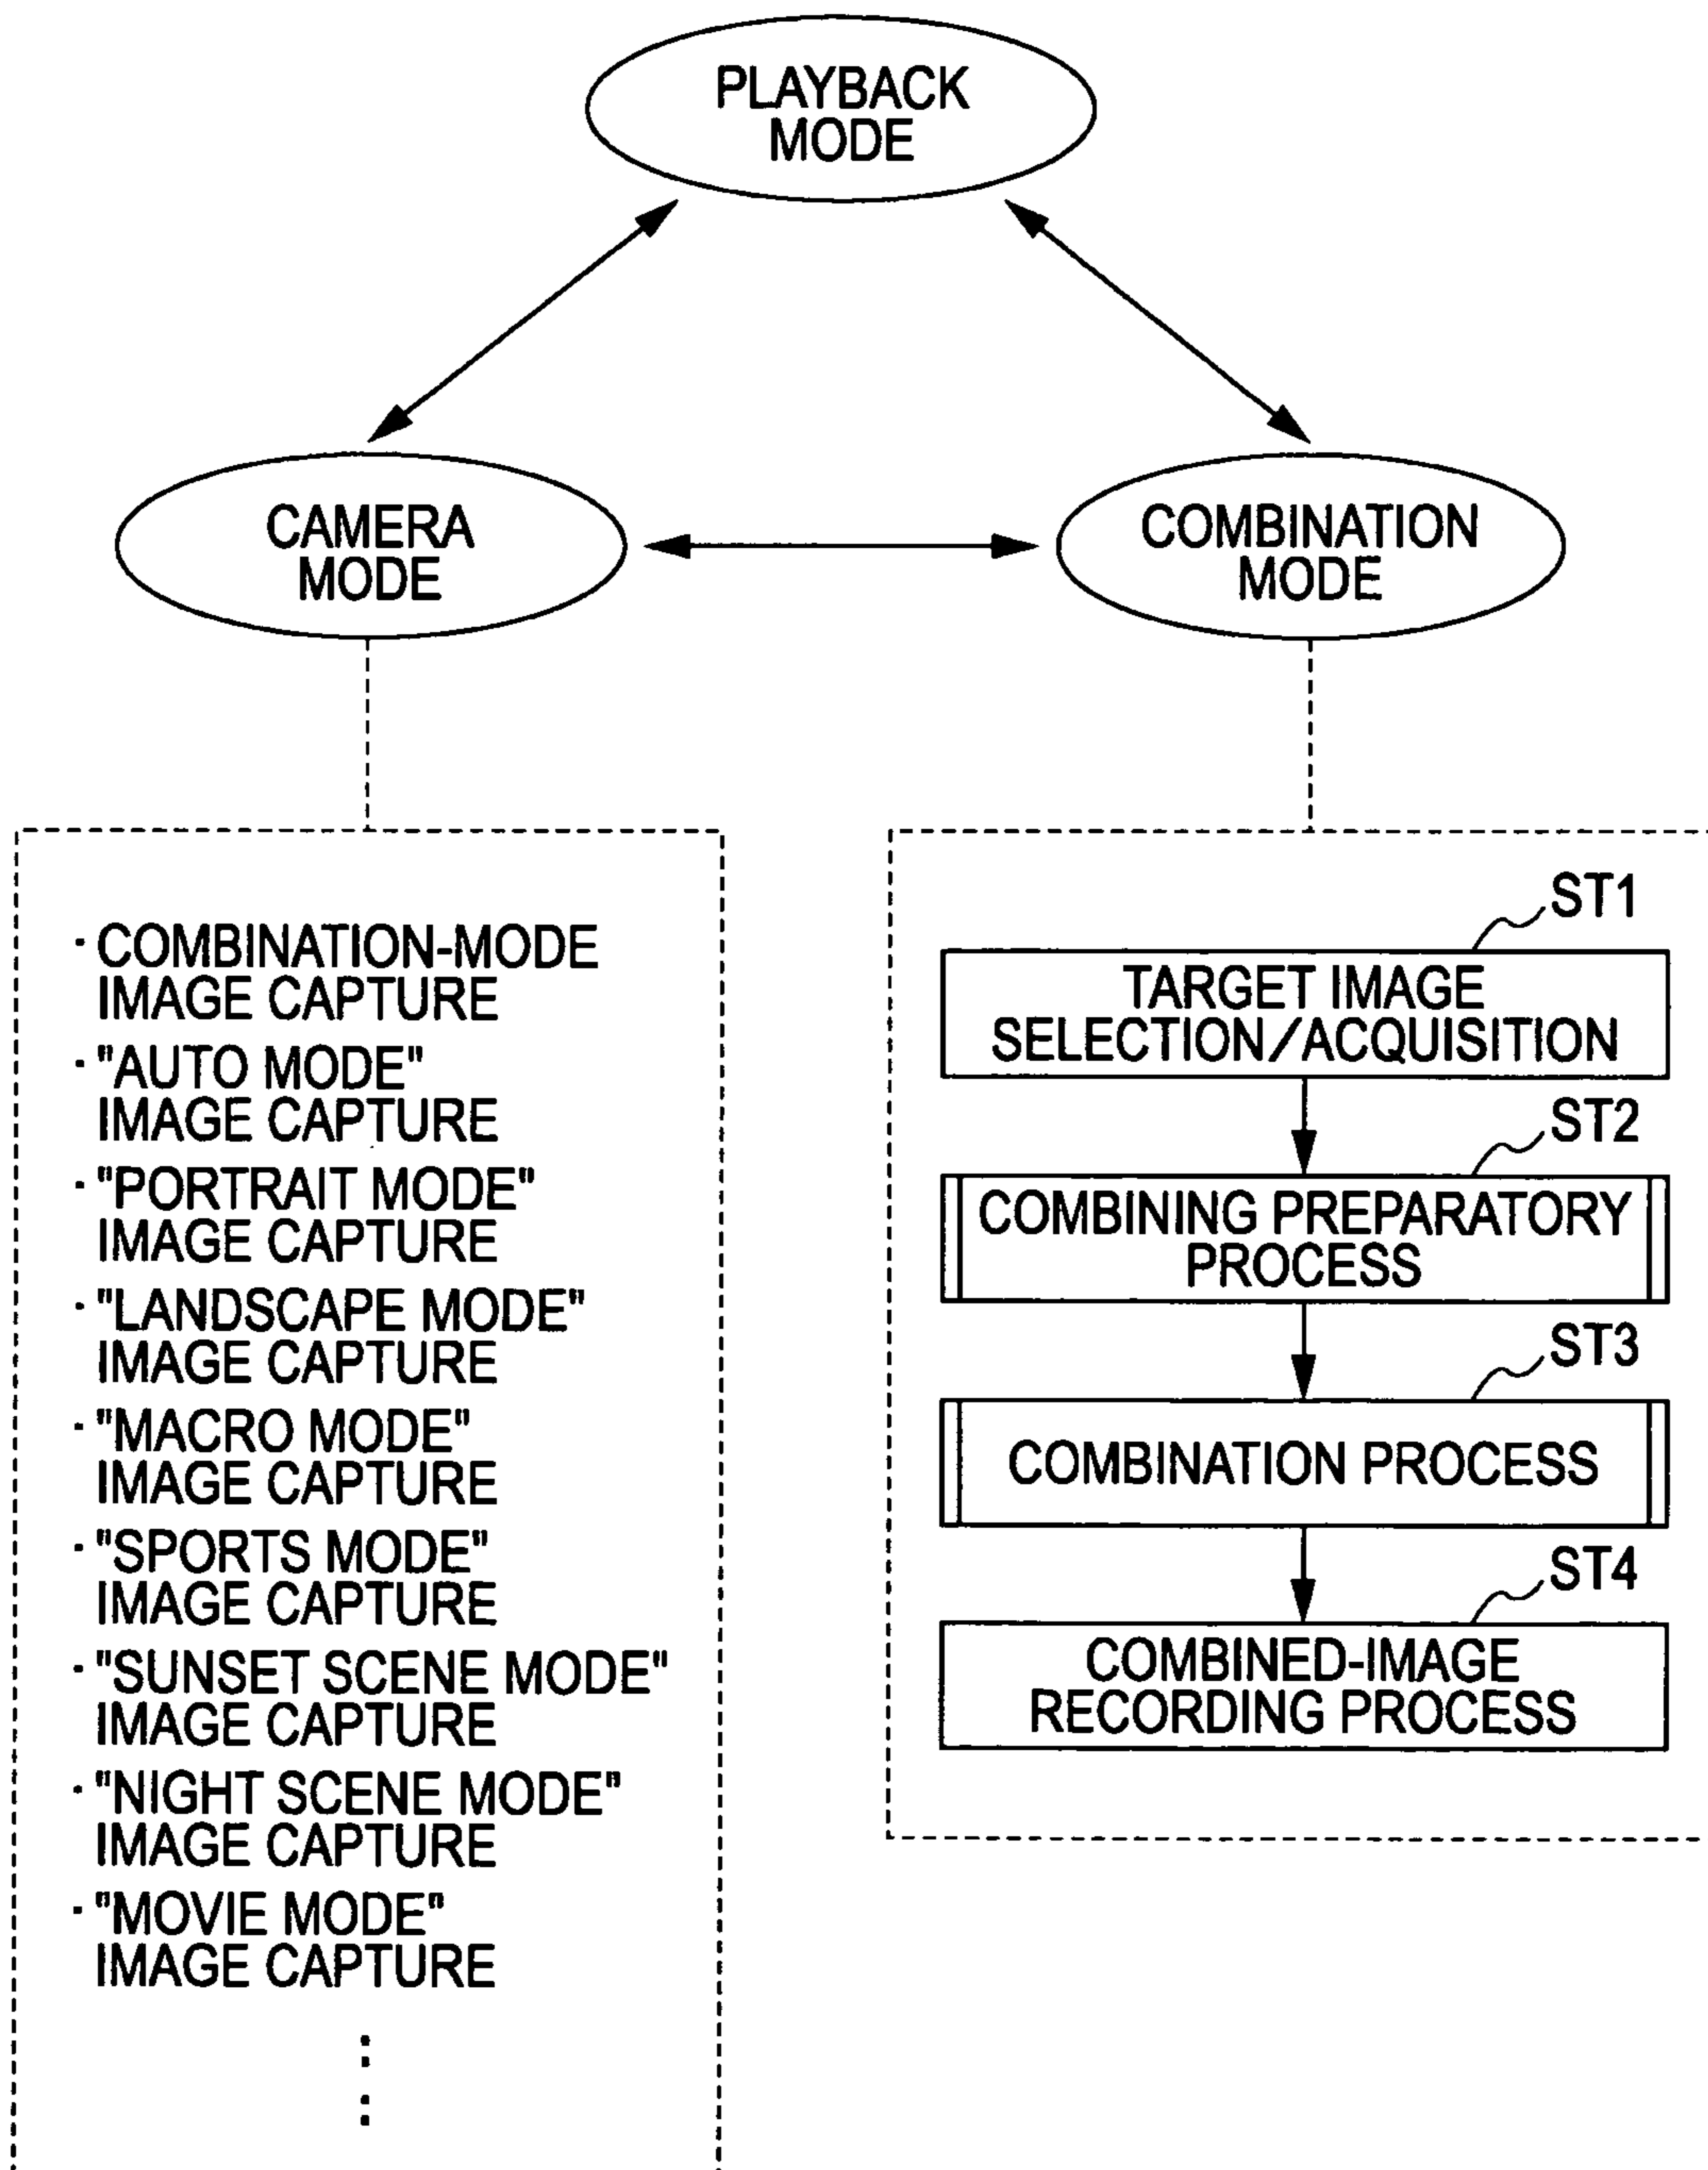 PLAYBACK
MODE
CAMERA
MODE
COMBINATION
MODE
· COMBINATION-MODE
IMAGE CAPTURE
· "AUTO MODE"
IMAGE CAPTURE
· "PORTRAIT MODE"
IMAGE CAPTURE
· "LANDSCAPE MODE"
IMAGE CAPTURE
· "MACRO MODE"
IMAGE CAPTURE
· "SPORTS MODE"
IMAGE CAPTURE
· "SUNSET SCENE MODE"
IMAGE CAPTURE
· "NIGHT SCENE MODE"
IMAGE CAPTURE
· "MOVIE MODE"
IMAGE CAPTURE
ST1
TARGET IMAGE
SELECTION/ACQUISITION
ST2
COMBINING PREPARATORY
PROCESS
ST3
COMBINATION PROCESS
ST4
COMBINED-IMAGE
RECORDING PROCESS